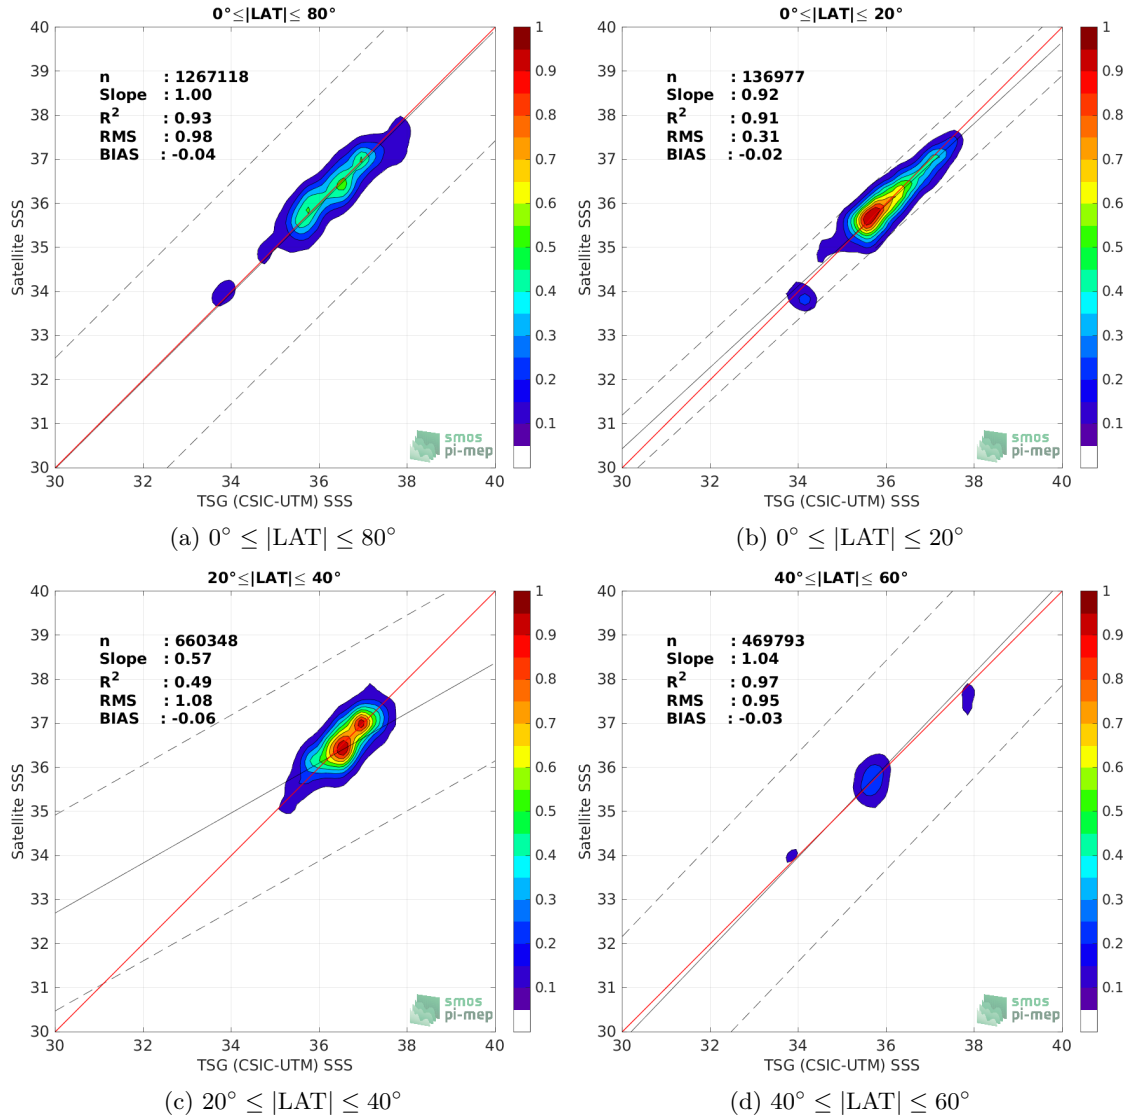 0°≤|LAT|≤ 80°
n : 1267118
Slope : 1.00
R² : 0.93
RMS : 0.98
BIAS : -0.04
40
39
38
37
36
35
34
33
32
31
30
30 32 34 36 38 40
Satellite SSS
TSG (CSIC-UTM) SSS
1
0.9
0.8
0.7
0.6
0.5
0.4
0.3
0.2
0.1
smos
pi-mep
(a) 0° ≤ |LAT| ≤ 80°
0°≤|LAT|≤ 20°
n : 136977
Slope : 0.92
R² : 0.91
RMS : 0.31
BIAS : -0.02
40
39
38
37
36
35
34
33
32
31
30
30 32 34 36 38 40
Satellite SSS
TSG (CSIC-UTM) SSS
1
0.9
0.8
0.7
0.6
0.5
0.4
0.3
0.2
0.1
smos
pi-mep
(b) 0° ≤ |LAT| ≤ 20°
20°≤|LAT|≤ 40°
n : 660348
Slope : 0.57
R² : 0.49
RMS : 1.08
BIAS : -0.06
40
39
38
37
36
35
34
33
32
31
30
30 32 34 36 38 40
Satellite SSS
TSG (CSIC-UTM) SSS
1
0.9
0.8
0.7
0.6
0.5
0.4
0.3
0.2
0.1
smos
pi-mep
(c) 20° ≤ |LAT| ≤ 40°
40°≤|LAT|≤ 60°
n : 469793
Slope : 1.04
R² : 0.97
RMS : 0.95
BIAS : -0.03
40
39
38
37
36
35
34
33
32
31
30
30 32 34 36 38 40
Satellite SSS
TSG (CSIC-UTM) SSS
1
0.9
0.8
0.7
0.6
0.5
0.4
0.3
0.2
0.1
smos
pi-mep
(d) 40° ≤ |LAT| ≤ 60°